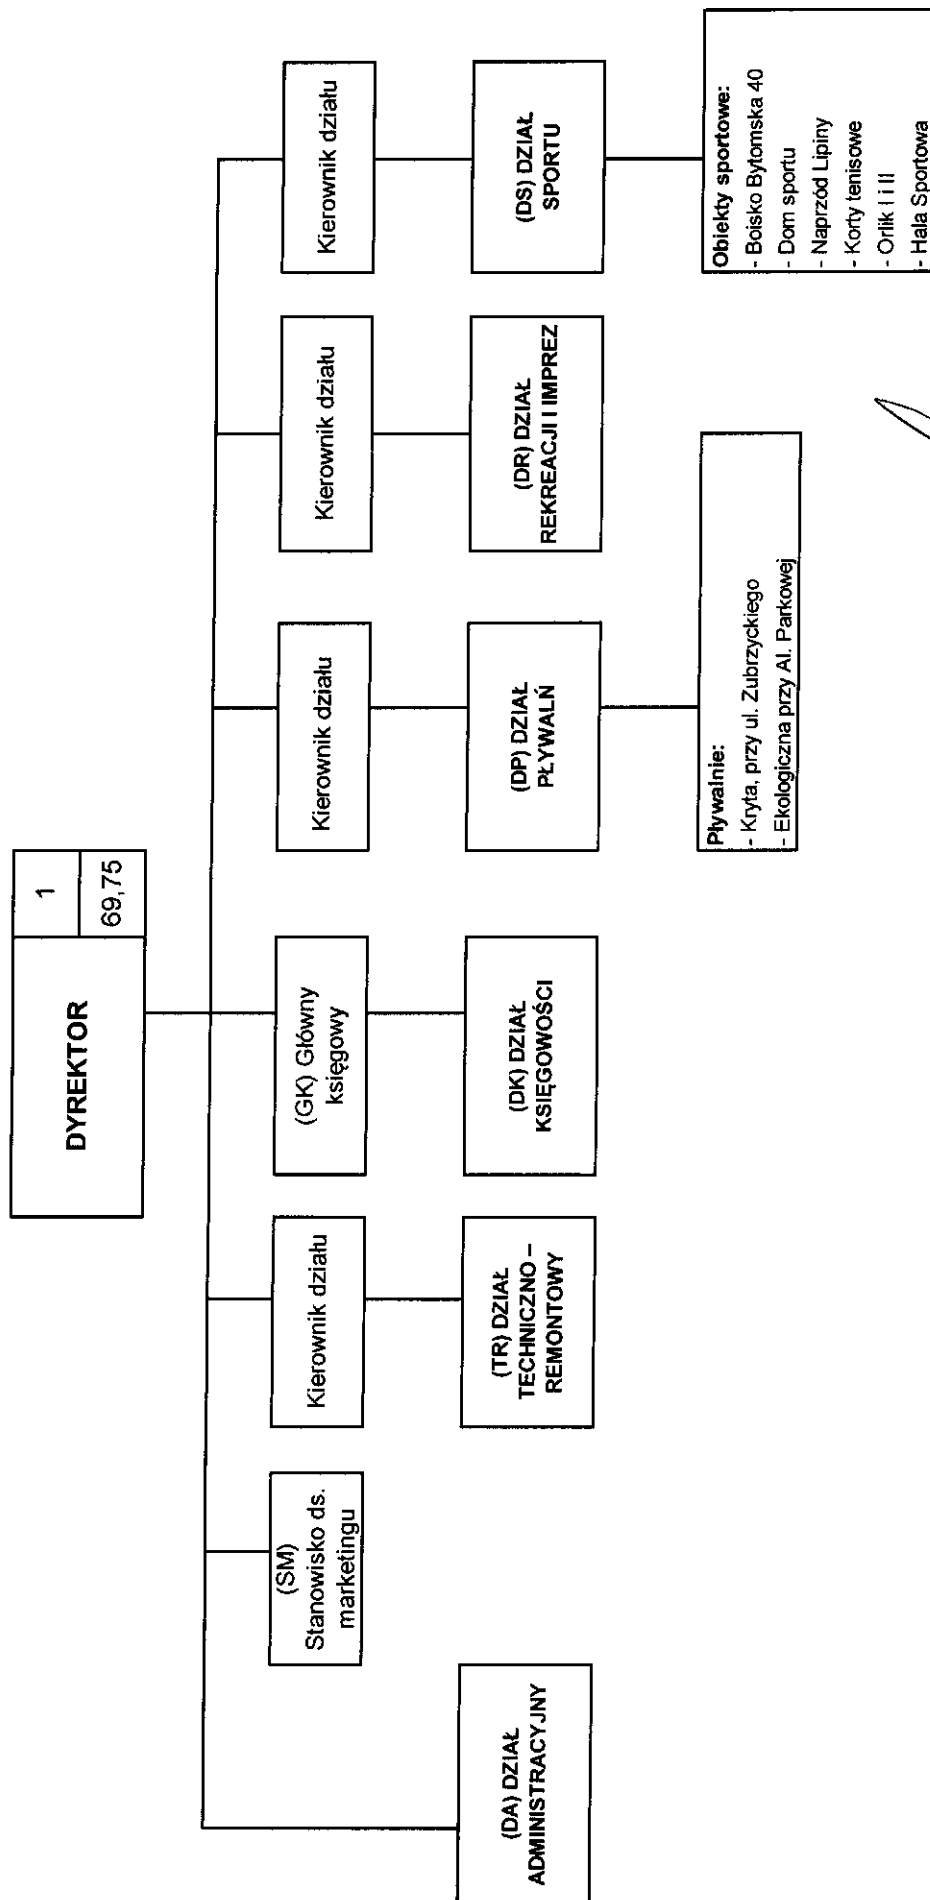 DYREKTOR
1
69,75
(DA) DZIAŁ
ADMINISTRACYJNY
(SM)
Stanowisko ds.
marketingu
Kierownik działu
(TR) DZIAŁ
TECHNICZNO –
REMONTOWY
(GK) Główny
księgowy
(DK) DZIAŁ
KSIĘGOWOŚCI
Kierownik działu
(DP) DZIAŁ
PŁYWALŃ
Pływalnie:
- Kryta, przy ul. Zubrzyckiego
- Ekologiczna przy Al. Parkowej
Kierownik działu
(DR) DZIAŁ
REKREACJI I IMPREZ
Kierownik działu
(DS) DZIAŁ
SPORTU
Obiekty sportowe:
- Boisko Bytomska 40
- Dom sportu
- Naprzód Lipiny
- Korty tenisowe
- Orlik I i II
- Hala Sportowa